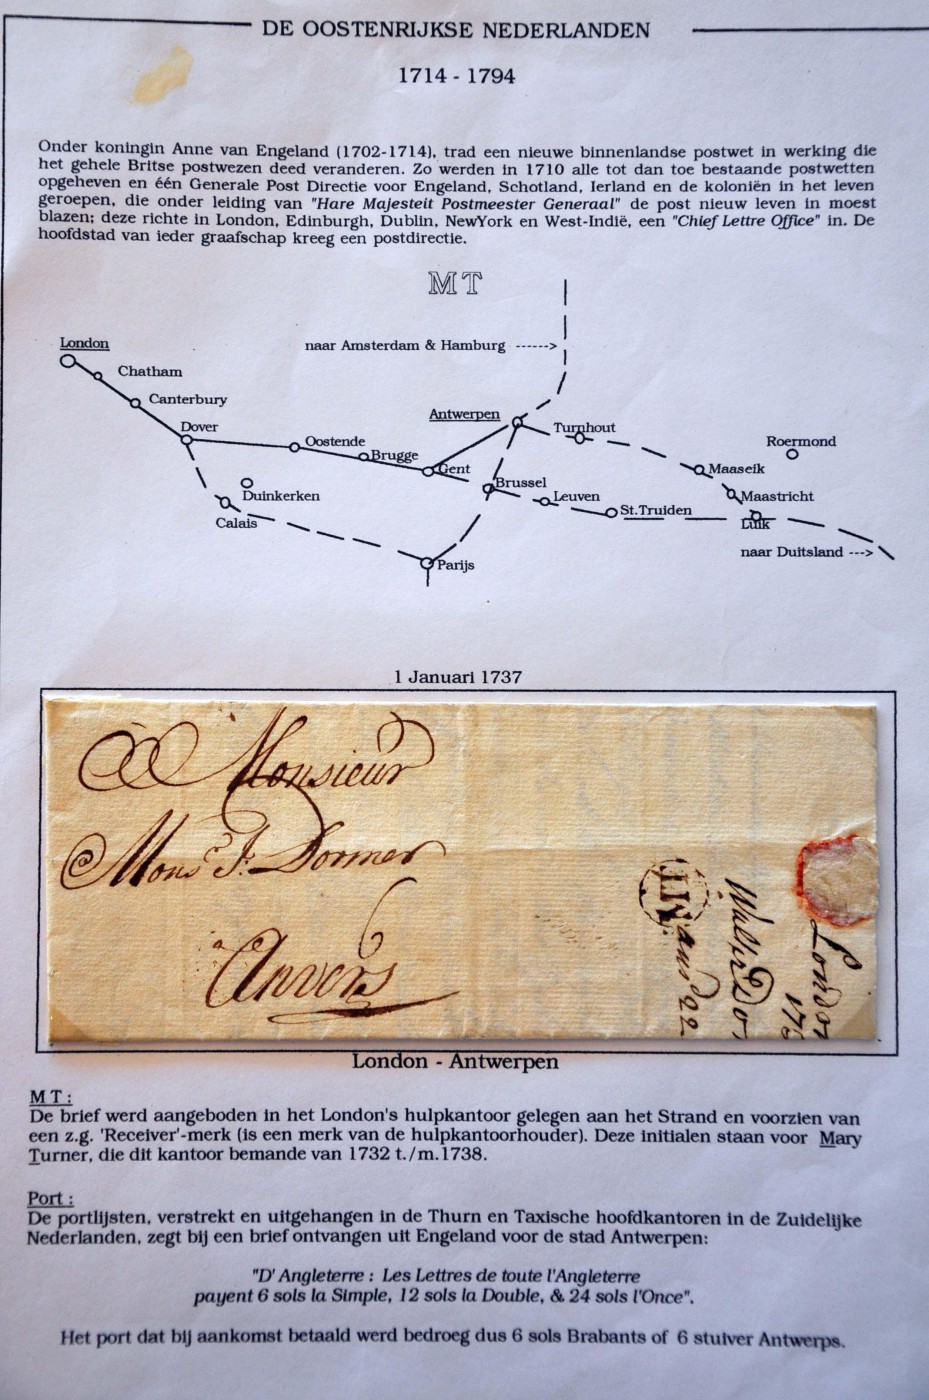 DE OOSTENRIJKSE NEDERLANDEN
1714 - 1794
Onder koningin Anne van Engeland (1702-1714), trad een nieuwe binnenlandse postwet in werking die
het gehele Britse postwezen deed veranderen. Zo werden in 1710 alle tot dan toe bestaande postwetten
opgeheven en één Generale Post Directie voor Engeland, Schotland, Ierland en de koloniën in het leven
geroepen, die onder leiding van "Hare Majesteit Postmeester Generaal" de post nieuw leven in moest
blazen; deze richte in London, Edinburgh, Dublin, NewYork en West-Indië, een "Chief Lettre Office" in. De
hoofdstad van ieder graafschap kreeg een postdirectie.
MT
naar Amsterdam & Hamburg ------>
London
Chatham
Canterbury
Dover
Oostende
Brugge
Gent
Antwerpen
Turnhout
Roermond
Maaseik
Maastricht
Brussel
Leuven
St.Truiden
Luik
Duinkerken
Calais
Parijs
naar Duitsland --->
1 Januari 1737
A Monsieur
Mons J: Dormer
6
a
Anvers
MT
22
London
London - Antwerpen
M T :
De brief werd aangeboden in het London's hulpkantoor gelegen aan het Strand en voorzien van
een z.g. 'Receiver'-merk (is een merk van de hulpkantoorhouder). Deze initialen staan voor Mary
Turner, die dit kantoor bemande van 1732 t./m.1738.
Port :
De portlijsten, verstrekt en uitgehangen in de Thurn en Taxische hoofdkantoren in de Zuidelijke
Nederlanden, zegt bij een brief ontvangen uit Engeland voor de stad Antwerpen:
"D' Angleterre : Les Lettres de toute l'Angleterre
payent 6 sols la Simple, 12 sols la Double, & 24 sols l'Once".
Het port dat bij aankomst betaald werd bedroeg dus 6 sols Brabants of 6 stuiver Antwerps.